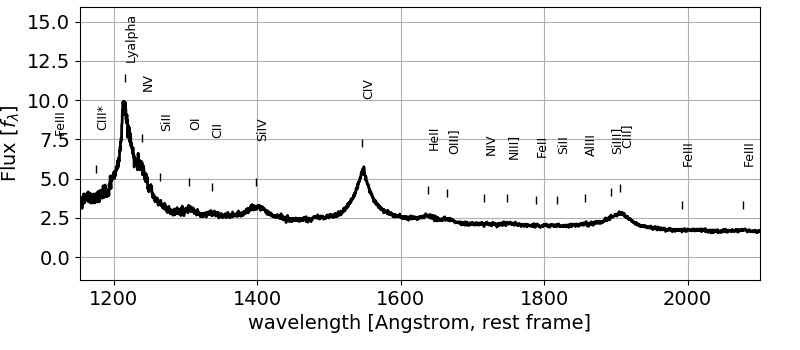 15.0
12.5
10.0
7.5
5.0
2.5
0.0
Flux [fλ]
FeIII
CIII*
Lyalpha
NV
SiII
OI
CII
SiIV
CIV
HeII
OIII]
NIV
NIII]
FeII
SiII
AlIII
SiIII]
CIII]
FeIII
FeIII
1200
1400
1600
1800
2000
wavelength [Angstrom, rest frame]